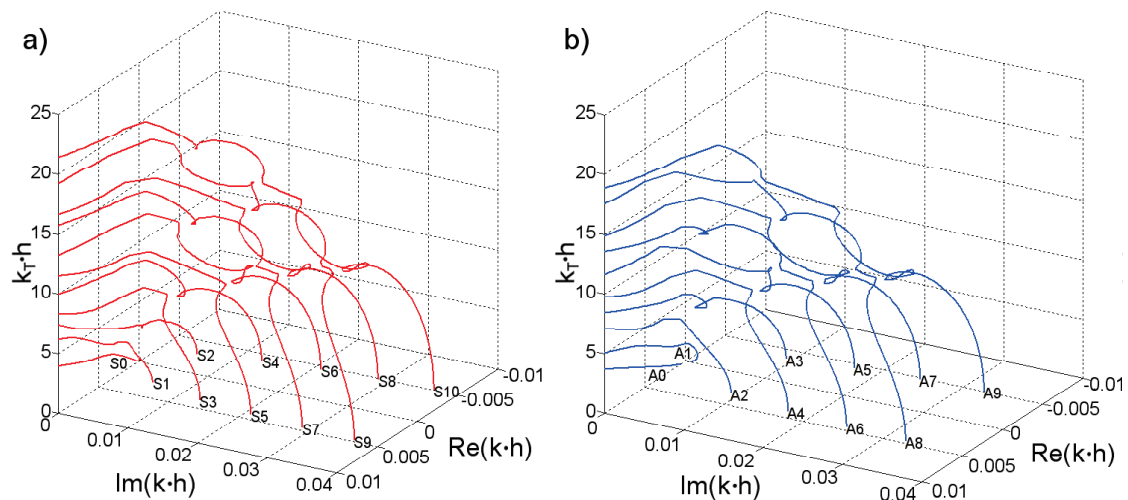 a)
25
20
15
10
5
0
k_T·h
S0
S1
S2
S3
S4
S5
S6
S7
S8
S9
S10
0.01
0.02
0.03
0.04
Im(k·h)
0.01
0.005
0
-0.005
-0.01
Re(k·h)
b)
25
20
15
10
5
0
k_T·h
A0
A1
A2
A3
A4
A5
A6
A7
A8
A9
0
0.01
0.02
0.03
0.04
Im(k·h)
0.01
0.005
0
-0.005
-0.01
Re(k·h)